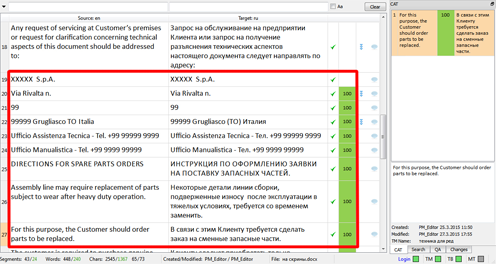 Aa
Clear
CAT
Source: en
Target: ru
18
Any request of servicing at Customer's premises
or request for clarification concerning technical
aspects of this document should be addressed
to:
Запрос на обслуживание на предприятии
Клиента или запрос на получение
разъяснения технических аспектов
настоящего документа следует направлять по
адресу:
19
XXXXX S.p.A.
XXXXX S.p.A.
20
Via Rivalta n.
Via Rivalta n.
100
21
99
99
100
22
99999 Grugliasco TO Italia
99999 Grugliasco (TO) Италия
100
23
Ufficio Assistenza Tecnica - Tel. +99 99999 9999
Ufficio Assistenza Tecnica - Тел. +99 99999 9999
100
24
Ufficio Manualistica - Tel. +99 99999 9999
Ufficio Manualistica - Тел. +99 99999 9999
100
25
DIRECTIONS FOR SPARE PARTS ORDERS
ИНСТРУКЦИЯ ПО ОФОРМЛЕНИЮ ЗАЯВКИ
НА ПОСТАВКУ ЗАПАСНЫХ ЧАСТЕЙ.
100
26
Assembly line may require replacement of parts
subject to wear after heavy duty operation.
Некоторые детали линии сборки,
подверженные износу после эксплуатации в
тяжелых условиях, требуется со временем
заменить.
100
27
For this purpose, the Customer should order
parts to be replaced.
В связи с этим Клиенту требуется сделать
заказ на сменные запасные части.
100
1
For this
purpose, the
Customer
should order
parts to be
replaced.
100
В связи с этим
Клиенту
требуется
сделать заказ
на сменные
запасные
части.
For this purpose, the Customer should order
parts to be replaced.
Created: PM_Editor 25.3.2015 11:50
Modified: PM_Editor 27.3.2015 17:55
TM Name: техника для ред
CAT
Search
QA
Changes
Segments: 43/24
Words: 448/240
Chars: 2545/1387
65/73
Created/Modified: PM_Editor / PM_Editor
File: на скрины(.docx)
Login
TM
TB
MT